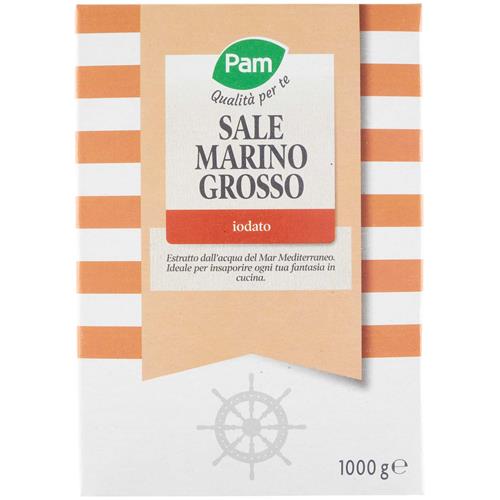 Pam
Qualità per te
SALE
MARINO
GROSSO
iodato
Estratto dall'acqua del Mar Mediterraneo.
Ideale per insaporire ogni tua fantasia in
cucina.
1000 g ℮